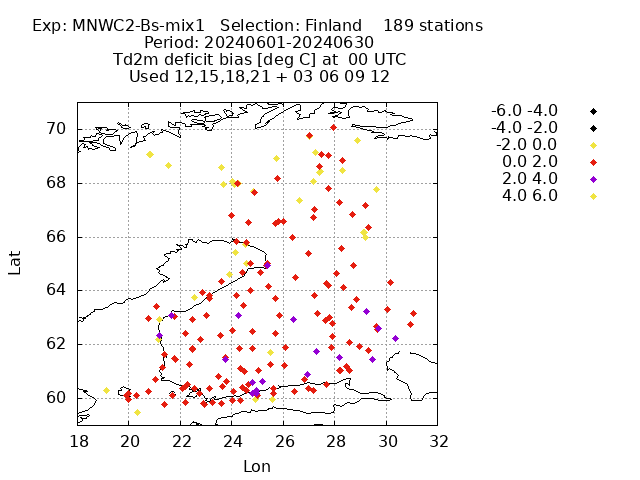 Exp: MNWC2-Bs-mix1   Selection: Finland    189 stations
Period: 20240601-20240630
Td2m deficit bias [deg C] at  00 UTC
Used 12,15,18,21 + 03 06 09 12
-6.0 -4.0
-4.0 -2.0
-2.0 0.0
0.0 2.0
2.0 4.0
4.0 6.0
70
68
66
64
62
60
Lat
18 20 22 24 26 28 30 32
Lon